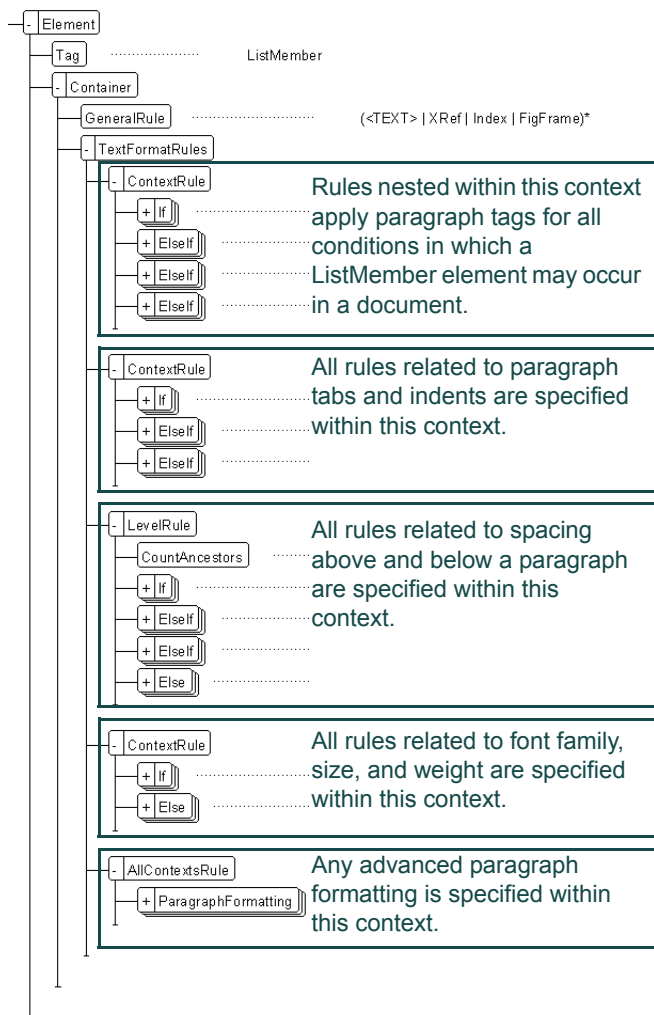 - Element
Tag ListMember
- Container
GeneralRule (<TEXT> | XRef | Index | FigFrame)*
- TextFormatRules
- ContextRule
Rules nested within this context
+ If
apply paragraph tags for all
+ ElseIf
conditions in which a
+ ElseIf
ListMember element may occur
+ ElseIf
in a document.
- ContextRule
All rules related to paragraph
+ If
tabs and indents are specified
+ ElseIf
within this context.
+ ElseIf
- LevelRule
All rules related to spacing
CountAncestors
above and below a paragraph
+ If
are specified within this
+ ElseIf
context.
+ ElseIf
+ Else
- ContextRule
All rules related to font family,
+ If
size, and weight are specified
+ Else
within this context.
- AllContextsRule
Any advanced paragraph
+ ParagraphFormatting
formatting is specified within
this context.